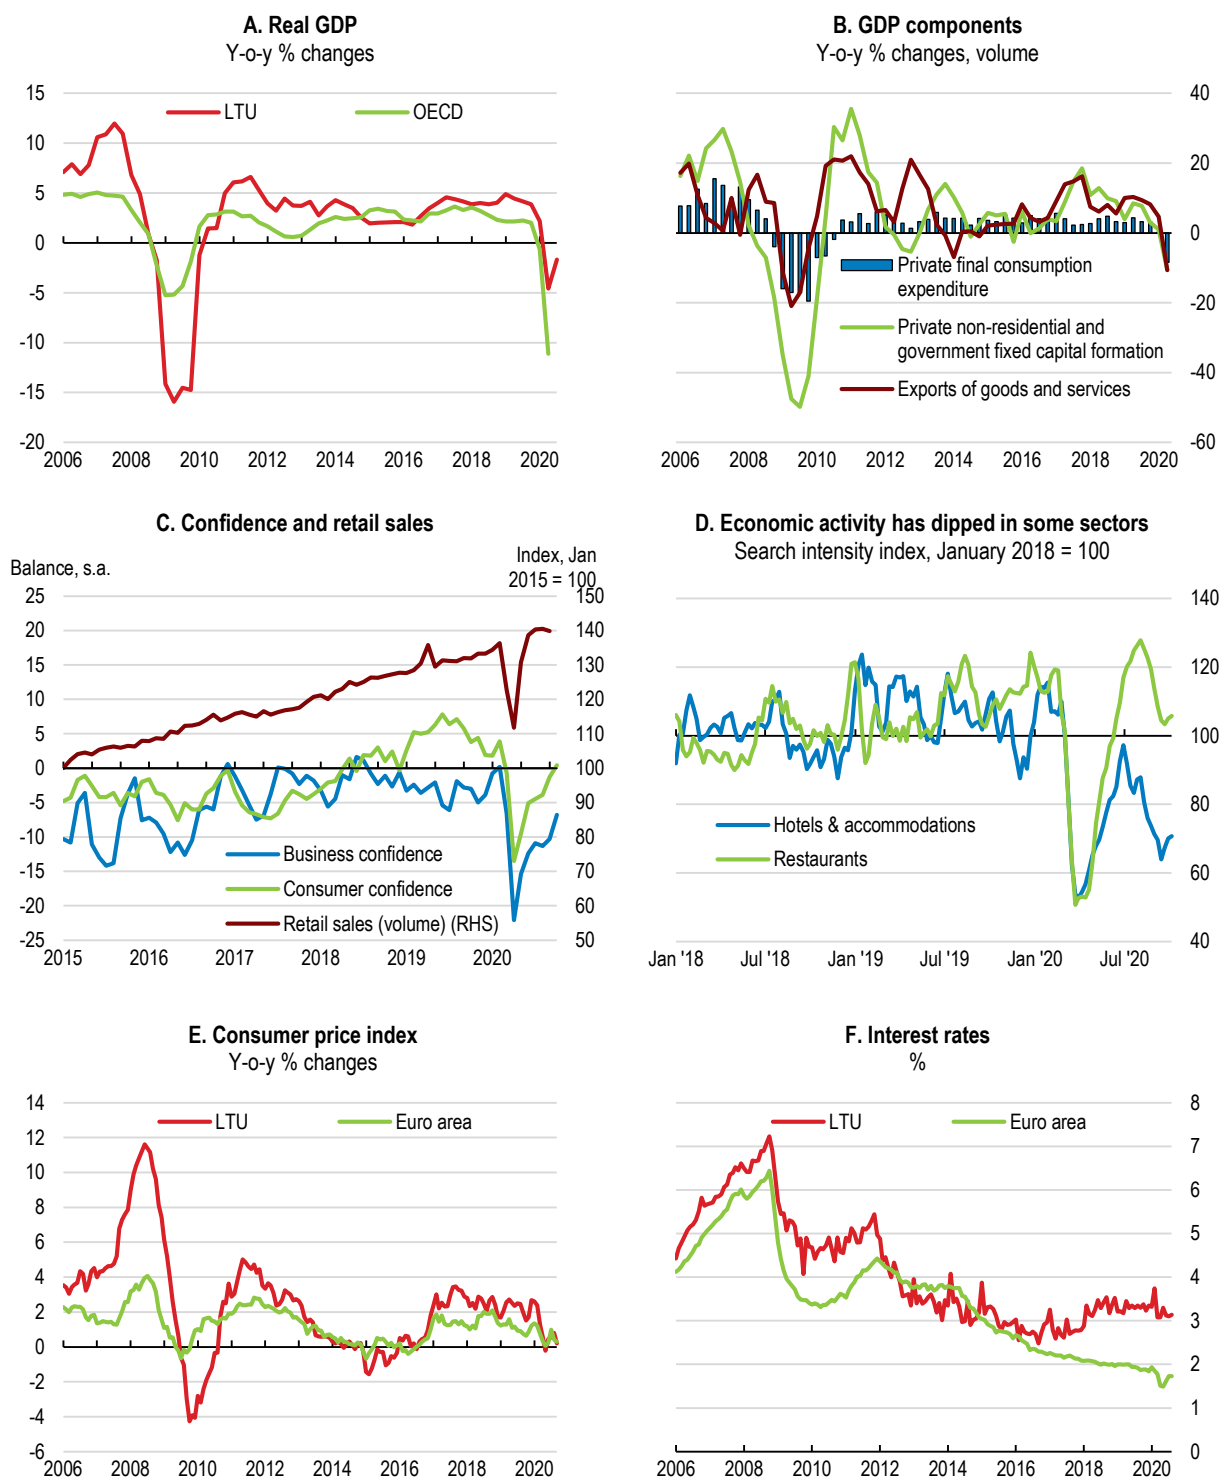 A. Real GDP
Y-o-y % changes
15
10
5
0
-5
-10
-15
-20
LTU
OECD
2006 2008 2010 2012 2014 2016 2018 2020
B. GDP components
Y-o-y % changes, volume
40
20
0
-20
-40
-60
Private final consumption
expenditure
Private non-residential and
government fixed capital formation
Exports of goods and services
2006 2008 2010 2012 2014 2016 2018 2020
C. Confidence and retail sales
Balance, s.a.
Index, Jan
2015 = 100
25
20
15
10
5
0
-5
-10
-15
-20
-25
150
140
130
120
110
100
90
80
70
60
50
Business confidence
Consumer confidence
Retail sales (volume) (RHS)
2015 2016 2017 2018 2019 2020
D. Economic activity has dipped in some sectors
Search intensity index, January 2018 = 100
140
120
100
80
60
40
Hotels & accommodations
Restaurants
Jan '18 Jul '18 Jan '19 Jul '19 Jan '20 Jul '20
E. Consumer price index
Y-o-y % changes
14
12
10
8
6
4
2
0
-2
-4
-6
LTU
Euro area
2006 2008 2010 2012 2014 2016 2018 2020
F. Interest rates
%
8
7
6
5
4
3
2
1
0
LTU
Euro area
2006 2008 2010 2012 2014 2016 2018 2020